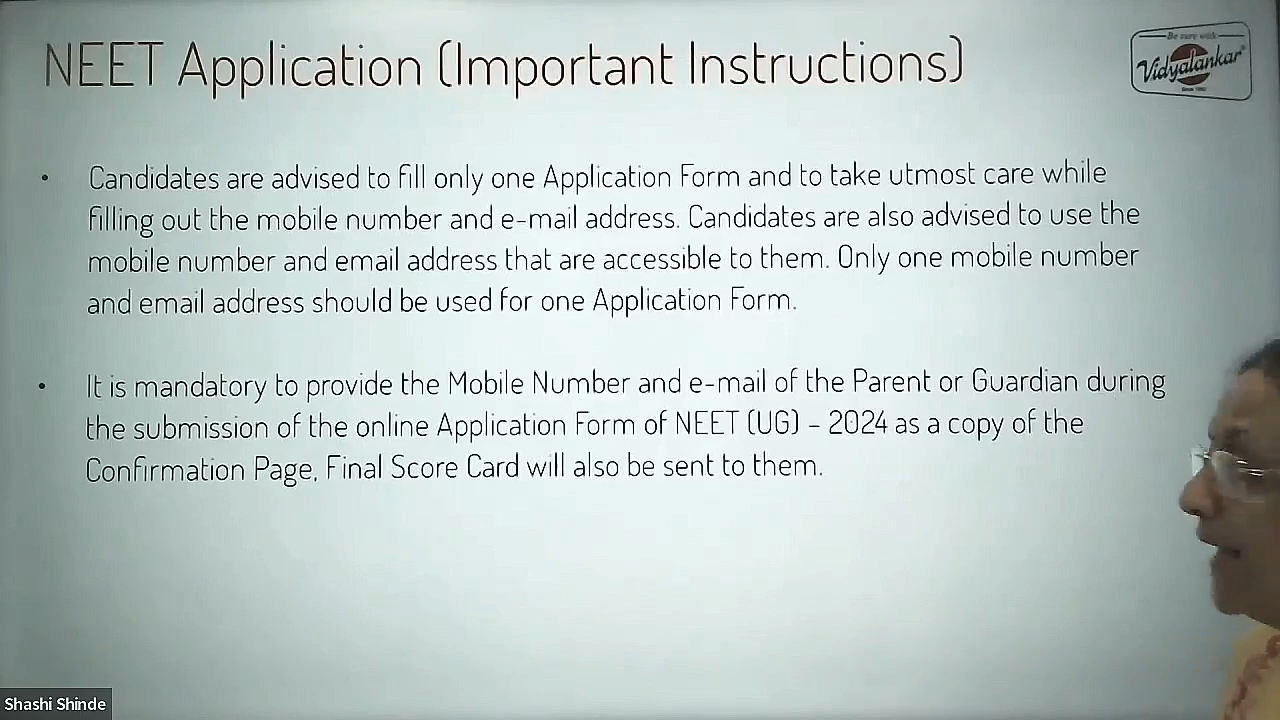 NEET Application (Important Instructions)
Be sure with
Vidyalankar
Since 1960
• Candidates are advised to fill only one Application Form and to take utmost care while
filling out the mobile number and e-mail address. Candidates are also advised to use the
mobile number and email address that are accessible to them. Only one mobile number
and email address should be used for one Application Form.
• It is mandatory to provide the Mobile Number and e-mail of the Parent or Guardian during
the submission of the online Application Form of NEET (UG) – 2024 as a copy of the
Confirmation Page, Final Score Card will also be sent to them.
Shashi Shinde